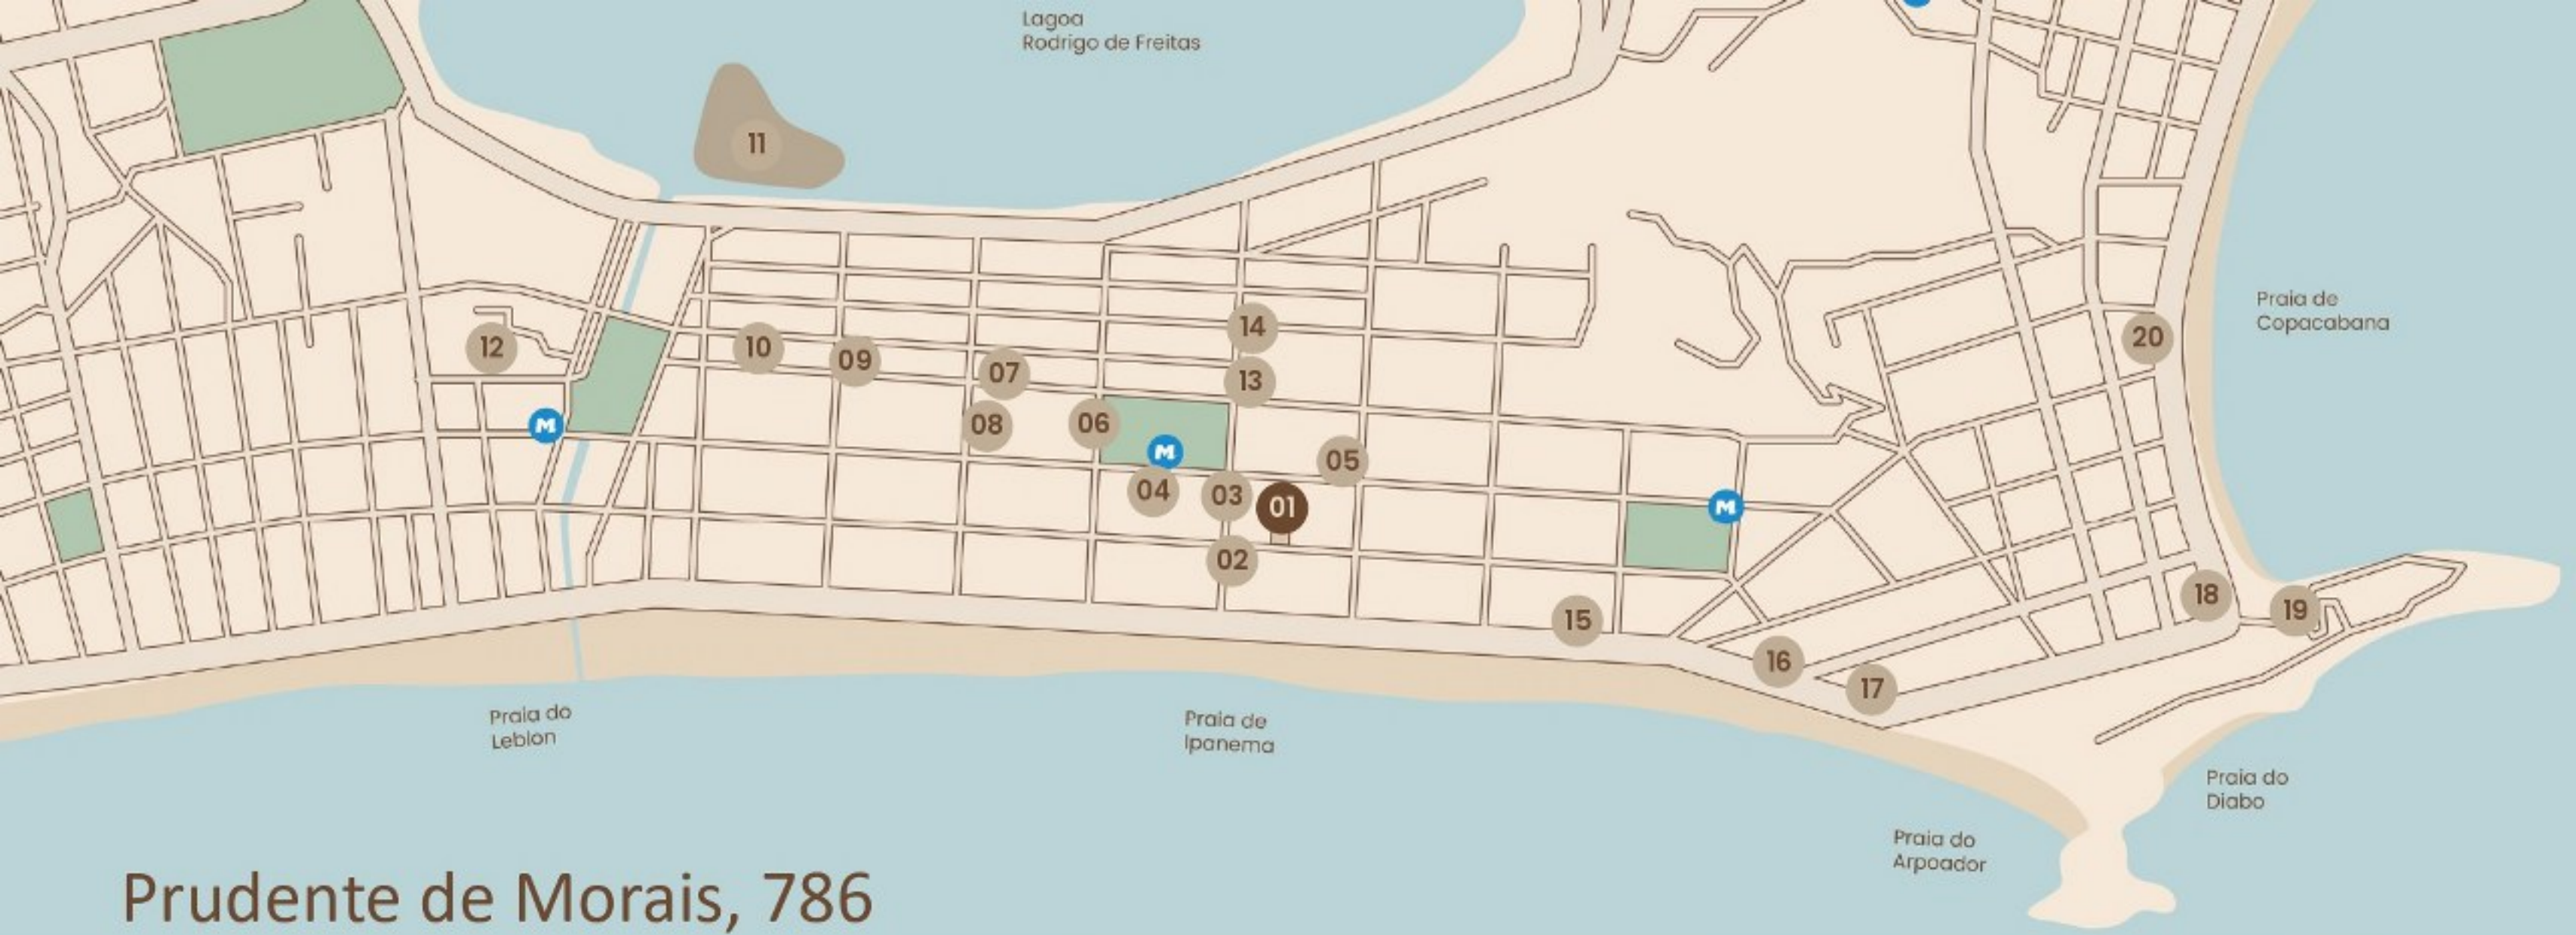 Lagoa
Rodrigo de Freitas
11
Praia de
Copacabana
14
20
12
10
09
07
13
M
08
06
M
05
04
03
01
M
02
18
19
15
16
17
Praia do
Leblon
Praia de
Ipanema
Praia do
Diabo
Praia do
Arpoador
Prudente de Morais, 786